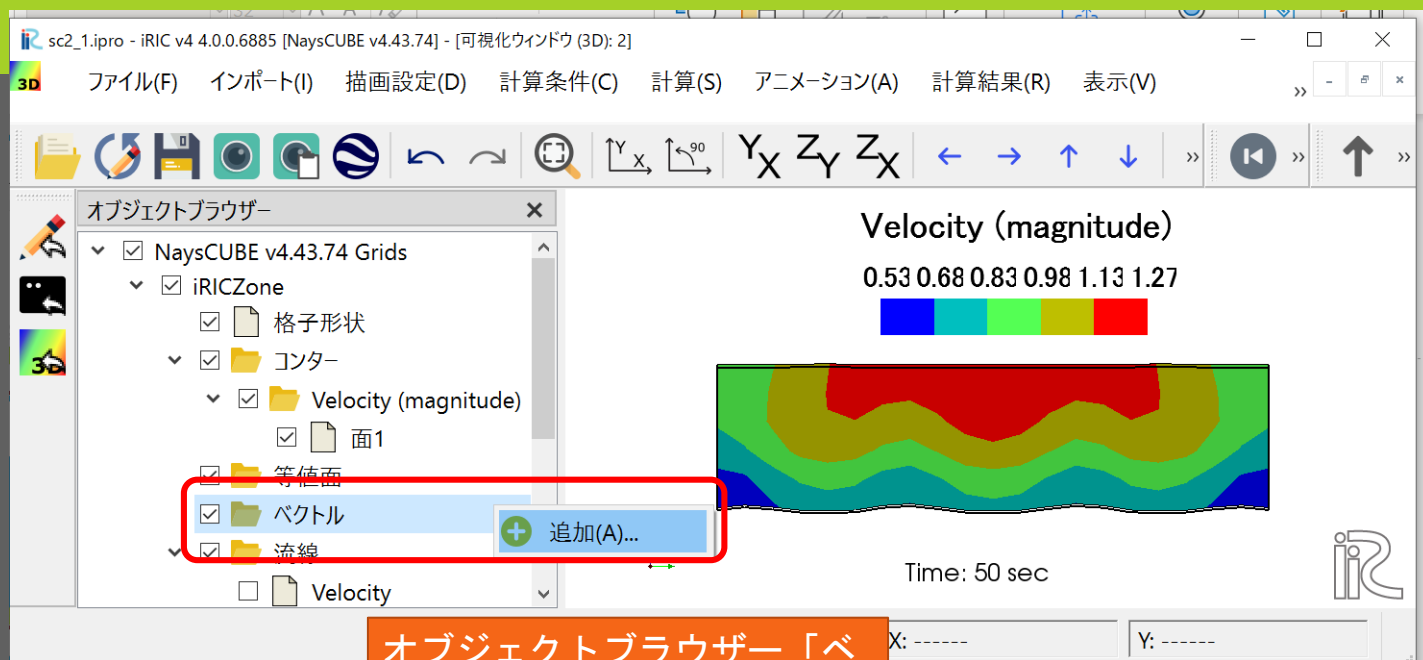 sc2_1.ipro - iRIC v4 4.0.0.6885 [NaysCUBE v4.43.74] - [可視化ウィンドウ (3D): 2]
3D
ファイル(F) インポート(I) 描画設定(D) 計算条件(C) 計算(S) アニメーション(A) 計算結果(R) 表示(V) »
Y X 90 Y X Z Y Z X » » »
オブジェクトブラウザー
NaysCUBE v4.43.74 Grids
iRICZone
格子形状
コンター
Velocity (magnitude)
面1
等値面
ベクトル
追加(A)...
流線
Velocity
3D
Velocity (magnitude)
0.53 0.68 0.83 0.98 1.13 1.27
Time: 50 sec
iRIC
オブジェクトブラウザー「ベ
X: ------
Y: ------